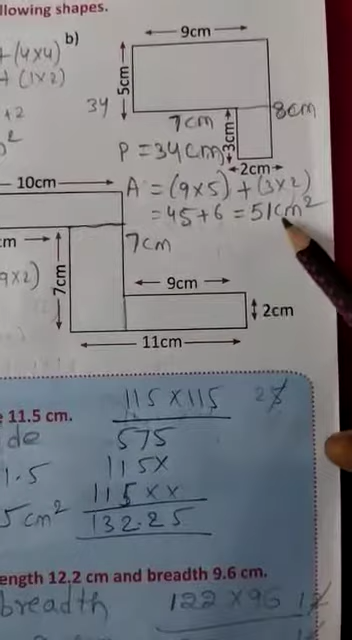 llowing shapes.
+(4x4)
b)
9cm
+(1x2)
5cm
34
+2
7cm
8cm
3cm
P = 34cm
2cm
10cm
A = (9x5) + (3x2)
= 45+6 = 51cm²
cm
7cm
9x2)
7cm
9cm
2cm
11cm
115 x 115
e 11.5 cm.
de
575
1.5
115x
115xx
5 cm²
132.25
ength 12.2 cm and breadth 9.6 cm.
breadth
122 x 96